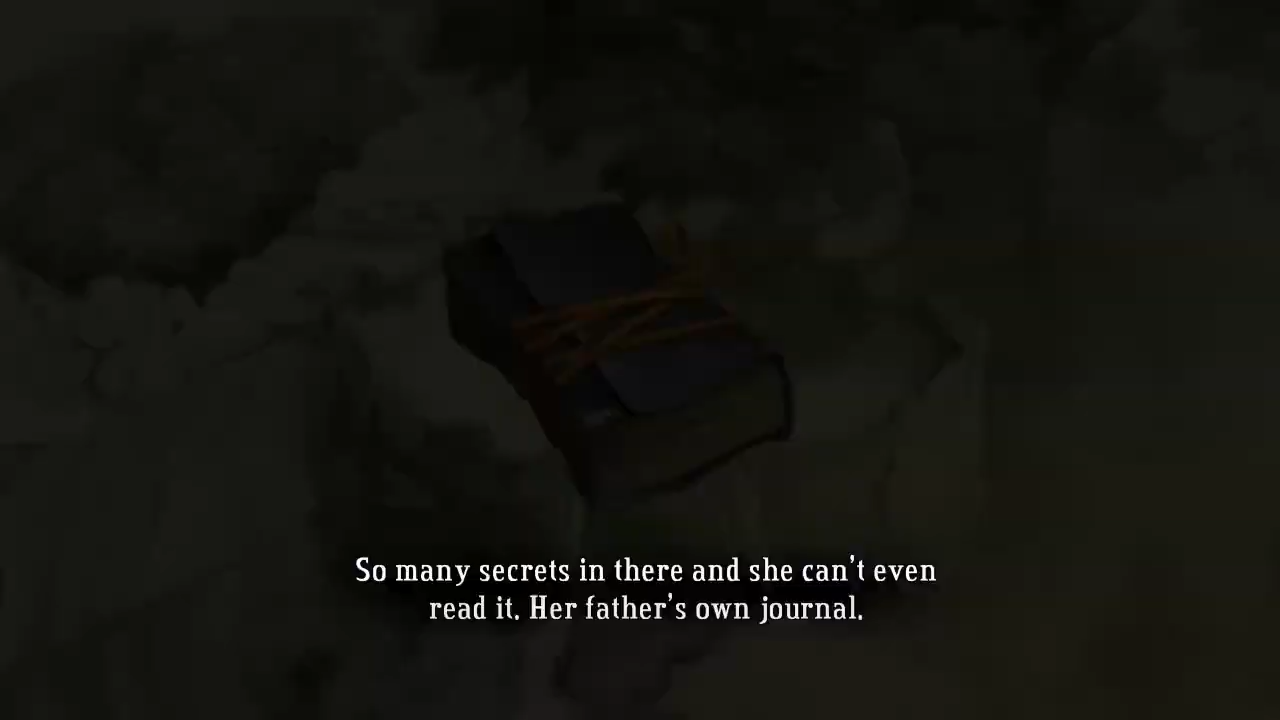 So many secrets in there and she can't even
read it. Her father's own journal.